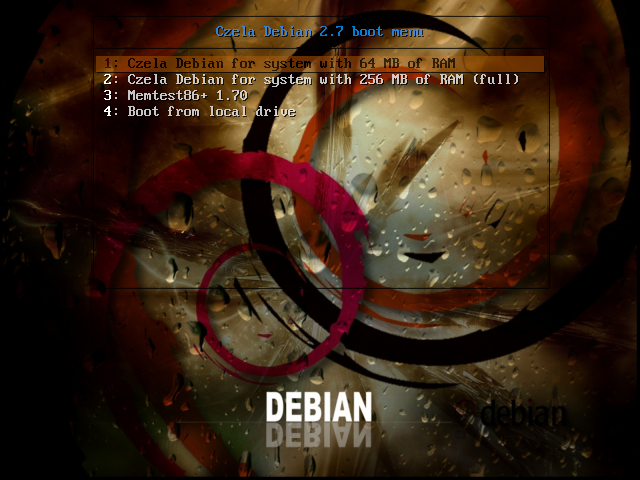 Czela Debian 2.7 boot menu
1: Czela Debian for system with 64 MB of RAM
2: Czela Debian for system with 256 MB of RAM (full)
3: Memtest86+ 1.70
4: Boot from local drive
DEBIAN
debian